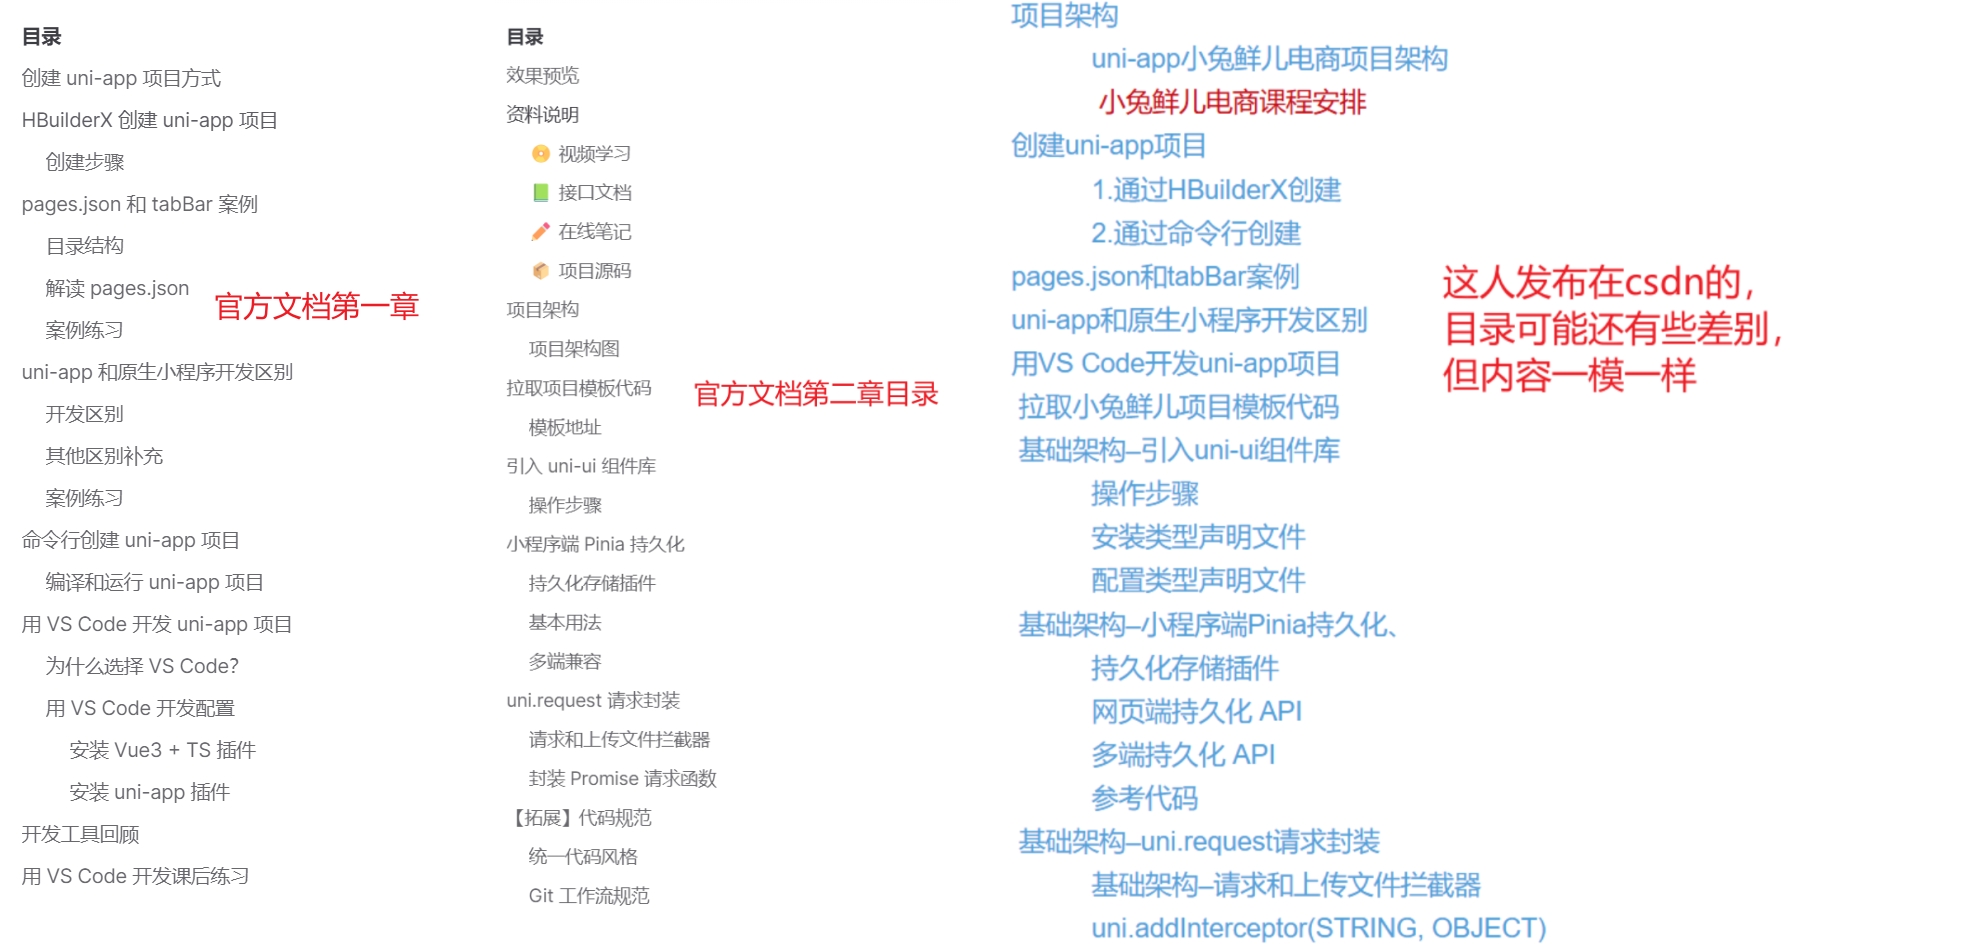 目录
创建 uni-app 项目方式
HBuilderX 创建 uni-app 项目
创建步骤
pages.json 和 tabBar 案例
目录结构
解读 pages.json
案例练习
uni-app 和原生小程序开发区别
开发区别
其他区别补充
案例练习
命令行创建 uni-app 项目
编译和运行 uni-app 项目
用 VS Code 开发 uni-app 项目
为什么选择 VS Code？
用 VS Code 开发配置
安装 Vue3 + TS 插件
安装 uni-app 插件
开发工具回顾
用 VS Code 开发课后练习
官方文档第一章
目录
效果预览
资料说明
视频学习
接口文档
在线笔记
项目源码
项目架构
项目架构图
拉取项目模板代码
模板地址
引入 uni-ui 组件库
操作步骤
小程序端 Pinia 持久化
持久化存储插件
基本用法
多端兼容
uni.request 请求封装
请求和上传文件拦截器
封装 Promise 请求函数
【拓展】代码规范
统一代码风格
Git 工作流规范
官方文档第二章目录
项目架构
uni-app小兔鲜儿电商项目架构
小兔鲜儿电商课程安排
创建uni-app项目
1.通过HBuilderX创建
2.通过命令行创建
pages.json和tabBar案例
uni-app和原生小程序开发区别
用VS Code开发uni-app项目
拉取小兔鲜儿项目模板代码
基础架构–引入uni-ui组件库
操作步骤
安装类型声明文件
配置类型声明文件
基础架构–小程序端Pinia持久化、
持久化存储插件
网页端持久化 API
多端持久化 API
参考代码
基础架构–uni.request请求封装
基础架构–请求和上传文件拦截器
uni.addInterceptor(STRING, OBJECT)
这人发布在csdn的，
目录可能还有些差别，
但内容一模一样